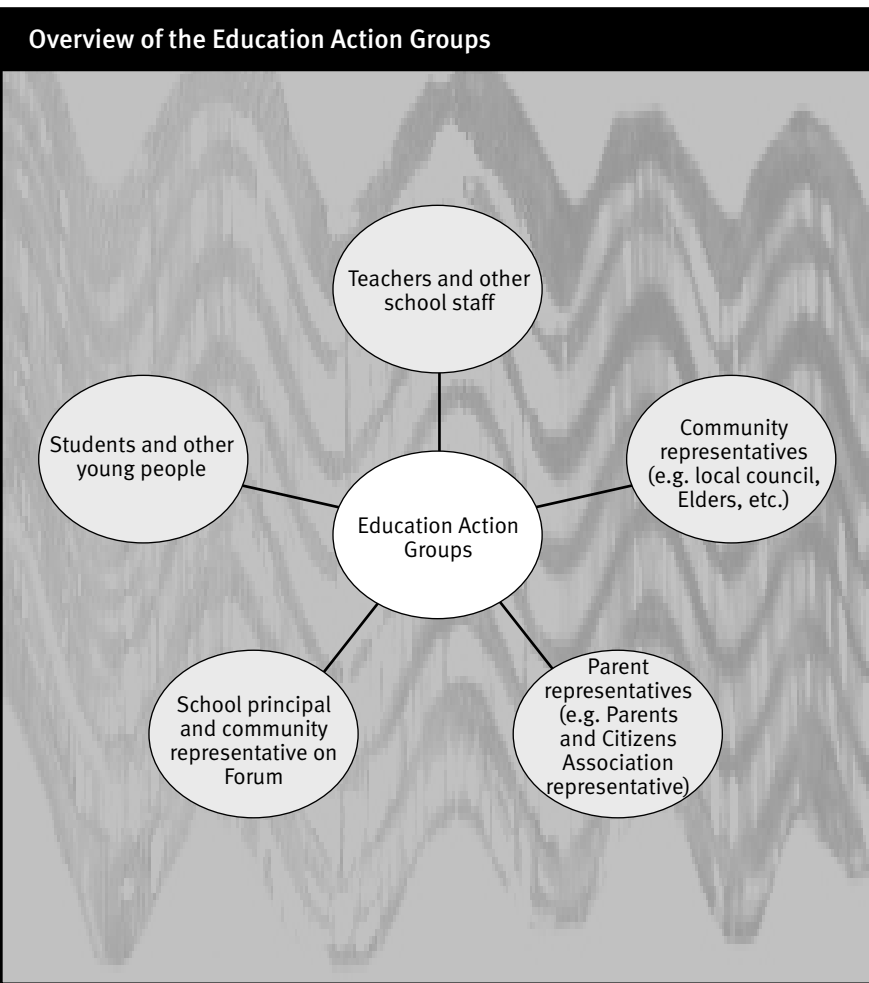 Overview of the Education Action Groups
Teachers and other
school staff
Students and other
young people
Community
representatives
(e.g. local council,
Elders, etc.)
Education Action
Groups
School principal
and community
representative on
Forum
Parent
representatives
(e.g. Parents
and Citizens
Association
representative)